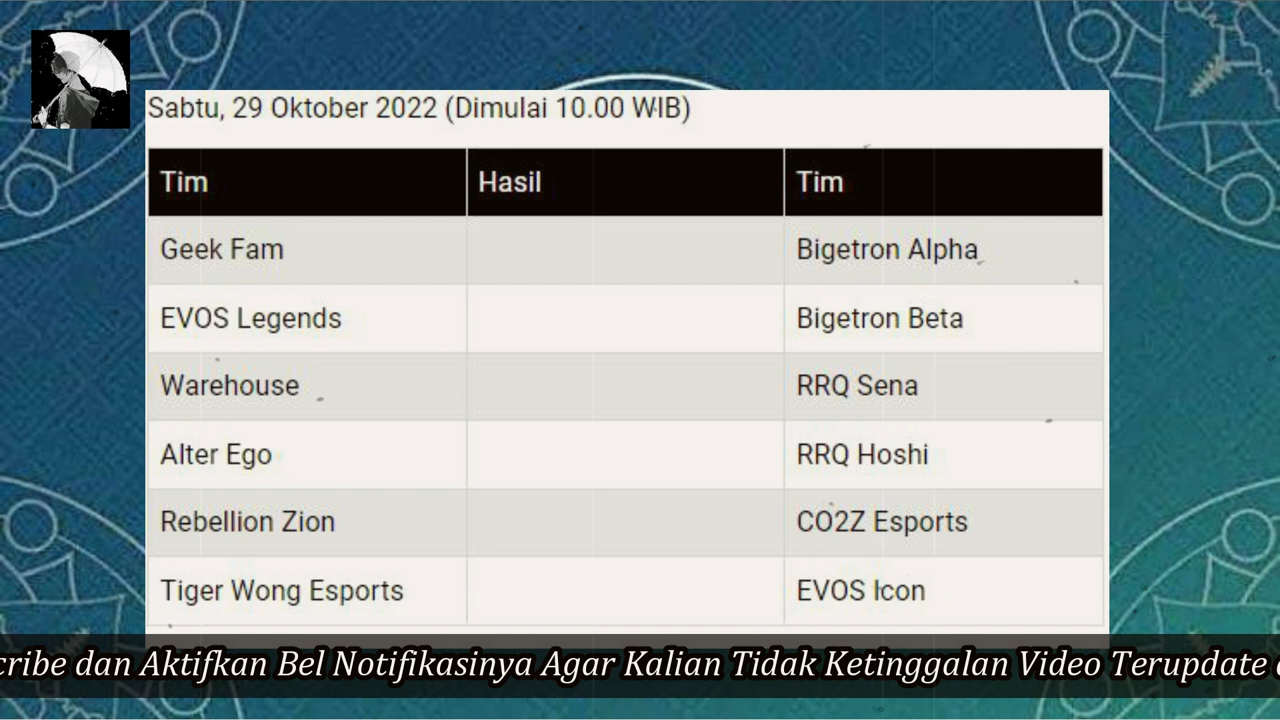 Sabtu, 29 Oktober 2022 (Dimulai 10.00 WIB)
Tim Hasil Tim
Geek Fam Bigetron Alpha
EVOS Legends Bigetron Beta
Warehouse RRQ Sena
Alter Ego RRQ Hoshi
Rebellion Zion CO2Z Esports
Tiger Wong Esports EVOS Icon
cribe dan Aktifkan Bel Notifikasinya Agar Kalian Tidak Ketinggalan Video Terupdate